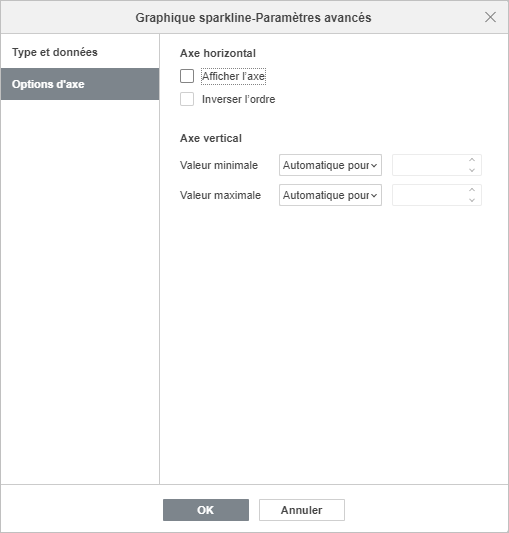 Graphique sparkline-Paramètres avancés
Type et données
Options d'axe
Axe horizontal
Afficher l'axe
Inverser l'ordre
Axe vertical
Valeur minimale Automatique pour
Valeur maximale Automatique pour
OK Annuler